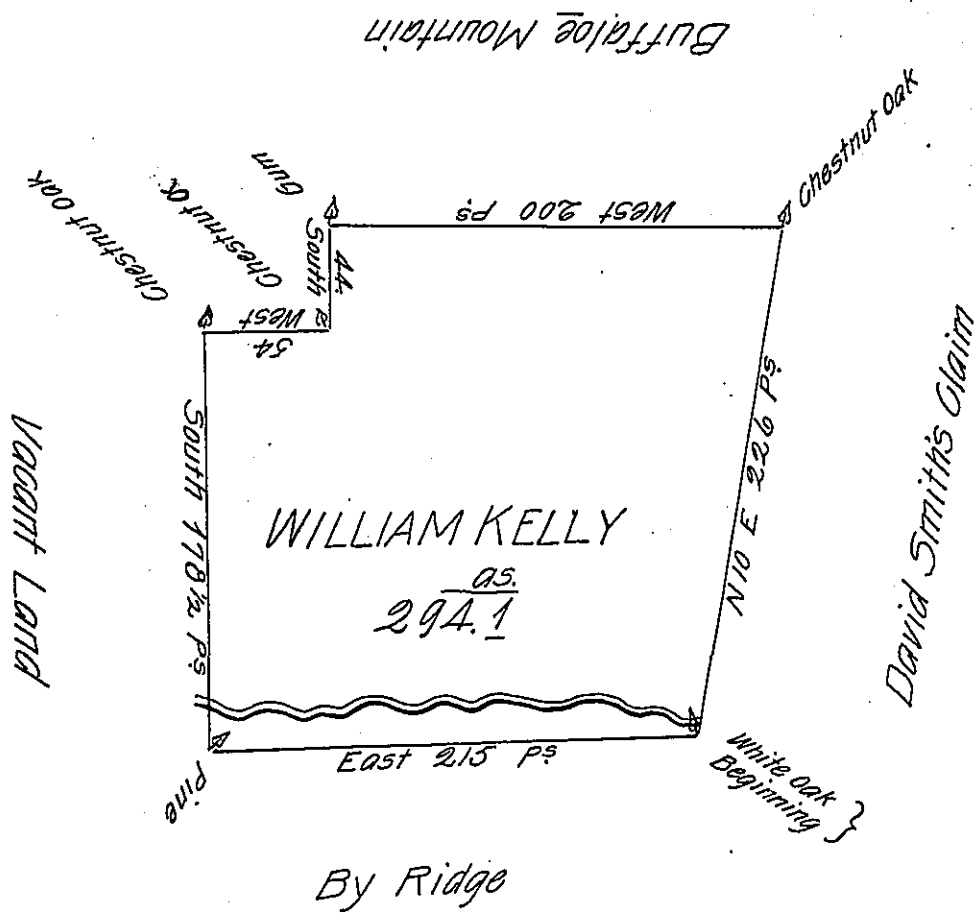 Buffaloe Mountain
Chestnut Oak
Gum
Chestnut O
Chestnut Oak
West 200 Ps
South 44.
West 54.
South 178 1/2 Ps
N 10 E 226 Ps
David Smith's Claim
Vacant Land
WILLIAM KELLY
as.
294.1
East 215 Ps
White Oak
Beginning }
Pine
By Ridge